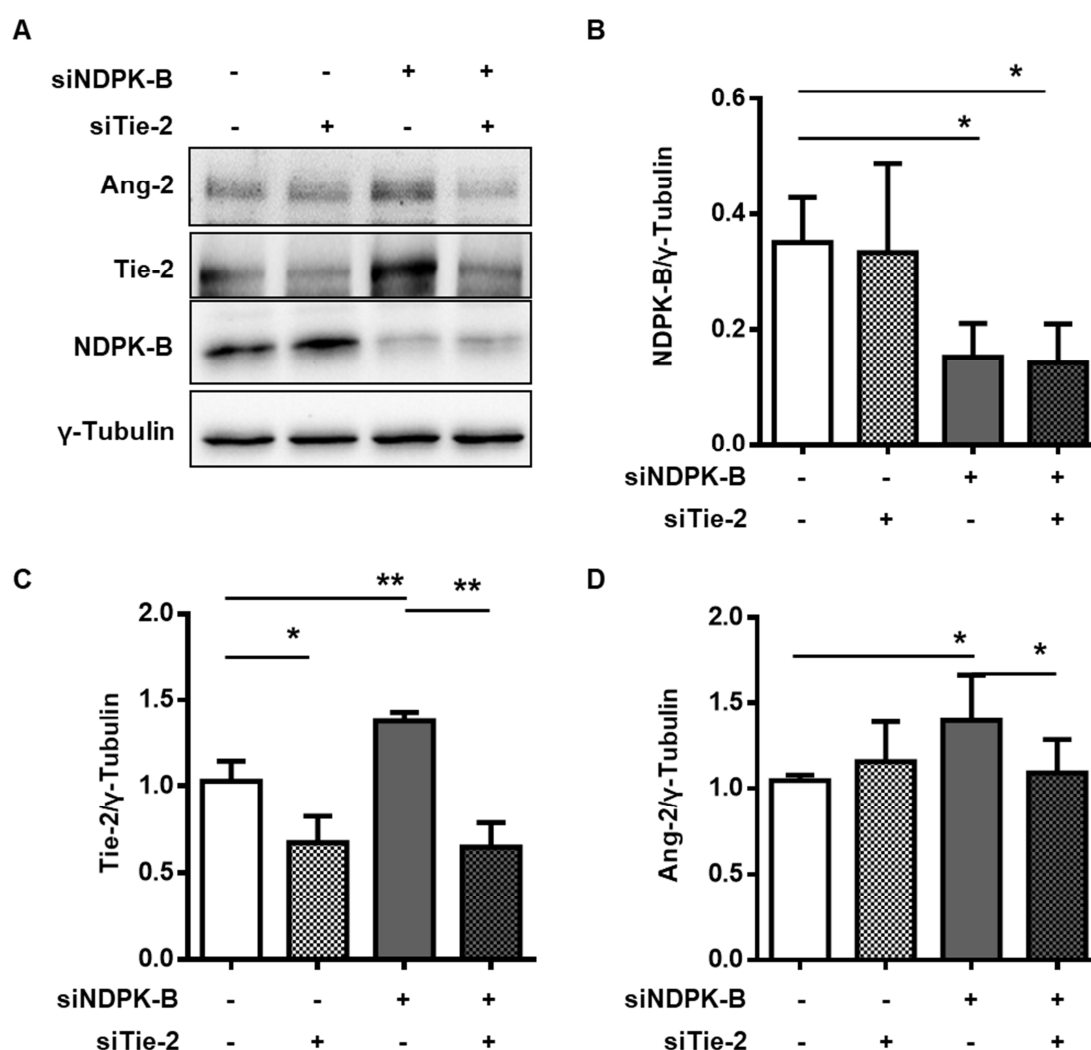 A
siNDPK-B - - + +
siTie-2 - + - +
Ang-2
Tie-2
NDPK-B
γ-Tubulin
B
NDPK-B/γ-Tubulin
0.6
0.4
0.2
0.0
*
*
siNDPK-B - - + +
siTie-2 - + - +
C
Tie-2/γ-Tubulin
2.0
1.5
1.0
0.5
0.0
** **
*
siNDPK-B - - + +
siTie-2 - + - +
D
Ang-2/γ-Tubulin
2.0
1.5
1.0
0.5
0.0
* *
siNDPK-B - - + +
siTie-2 - + - +